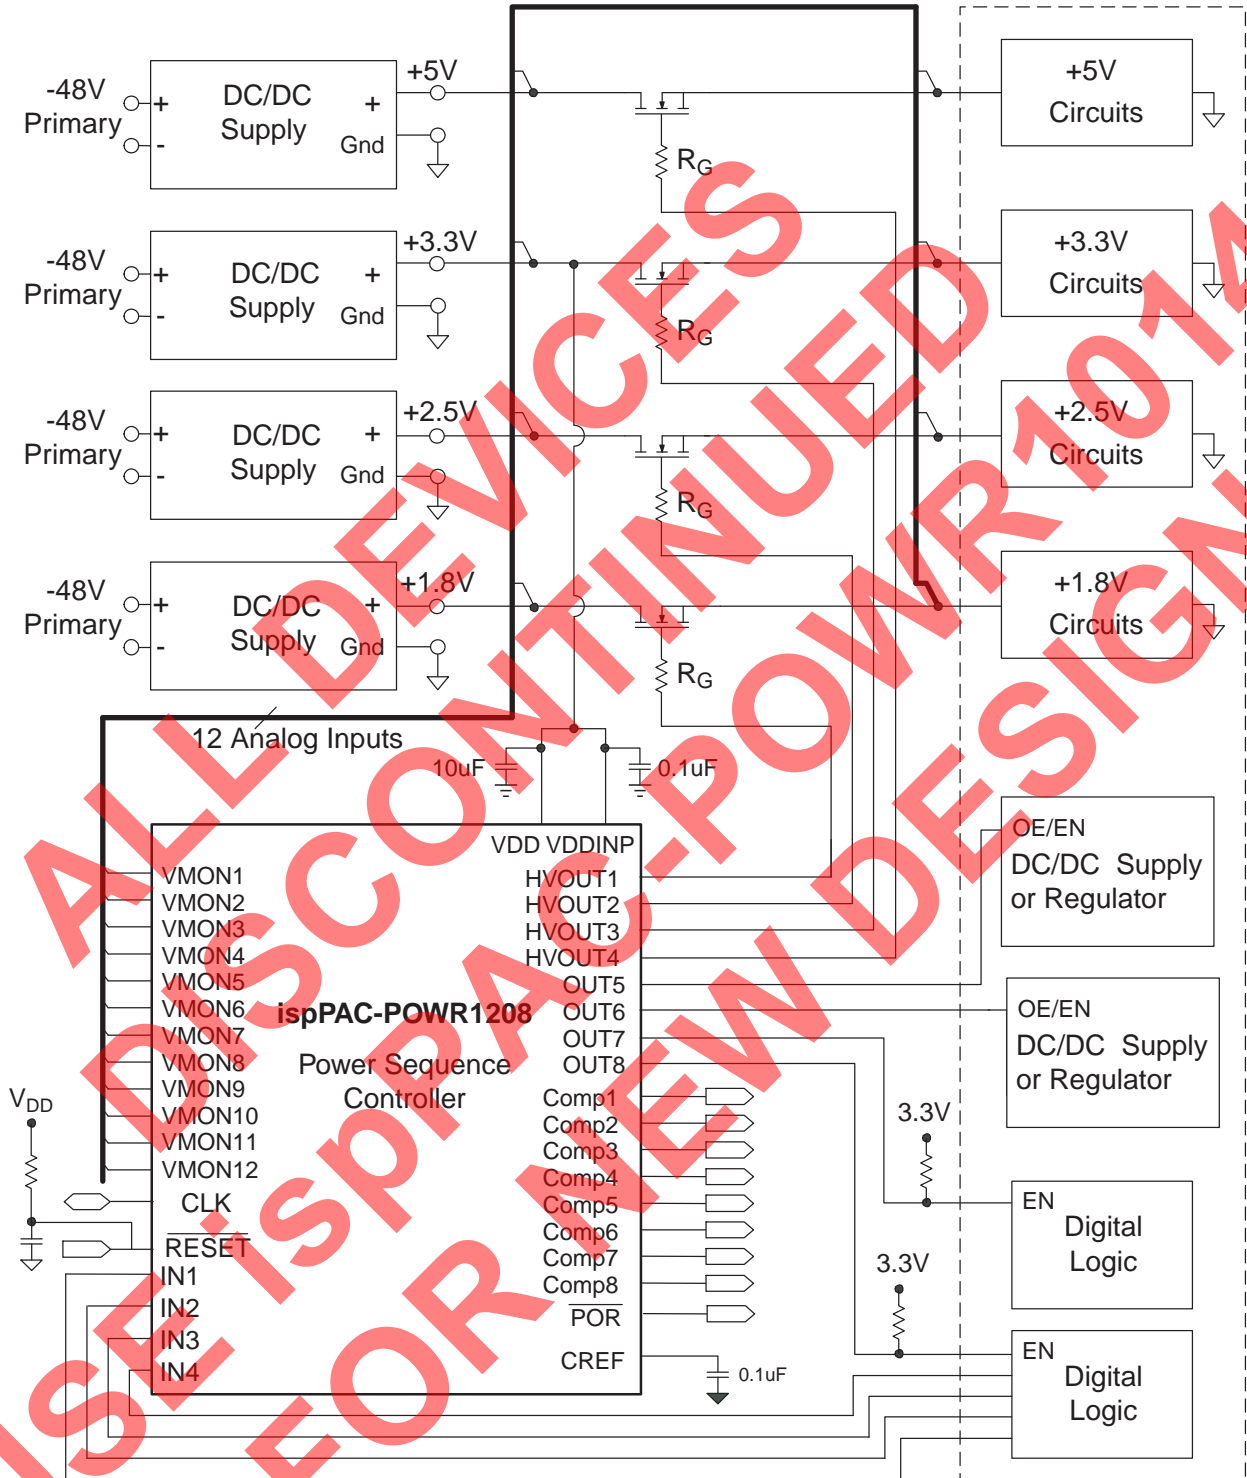 -48V
Primary
+
-
DC/DC
Supply
+
Gnd
+5V
RG
+5V
Circuits
-48V
Primary
+
-
DC/DC
Supply
+
Gnd
+3.3V
RG
+3.3V
Circuits
-48V
Primary
+
-
DC/DC
Supply
+
Gnd
+2.5V
RG
+2.5V
Circuits
-48V
Primary
+
-
DC/DC
Supply
+
Gnd
+1.8V
RG
+1.8V
Circuits
12 Analog Inputs
10uF
0.1uF
VDD VDDINP
VMON1
VMON2
VMON3
VMON4
VMON5
VMON6
VMON7
VMON8
VMON9
VMON10
VMON11
VMON12
CLK
RESET
IN1
IN2
IN3
IN4
VDD
ispPAC-POWR1208
Power Sequence
Controller
HVOUT1
HVOUT2
HVOUT3
HVOUT4
OUT5
OUT6
OUT7
OUT8
Comp1
Comp2
Comp3
Comp4
Comp5
Comp6
Comp7
Comp8
POR
CREF
0.1uF
OE/EN
DC/DC Supply
or Regulator
OE/EN
DC/DC Supply
or Regulator
3.3V
EN
Digital
Logic
3.3V
EN
Digital
Logic
ALL DEVICES
DISCONTINUED
ispPAC-POWR1014
FOR NEW DESIGN